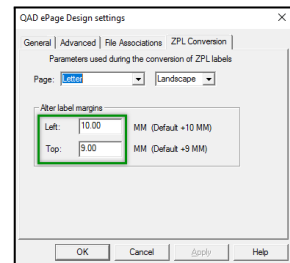 QAD ePage Design settings
General Advanced File Associations ZPL Conversion
Parameters used during the conversion of ZPL labels
Page: Letter Landscape
Alter label margins
Left: 10.00 MM (Default +10 MM)
Top: 9.00 MM (Default +9 MM)
OK Cancel Apply Help